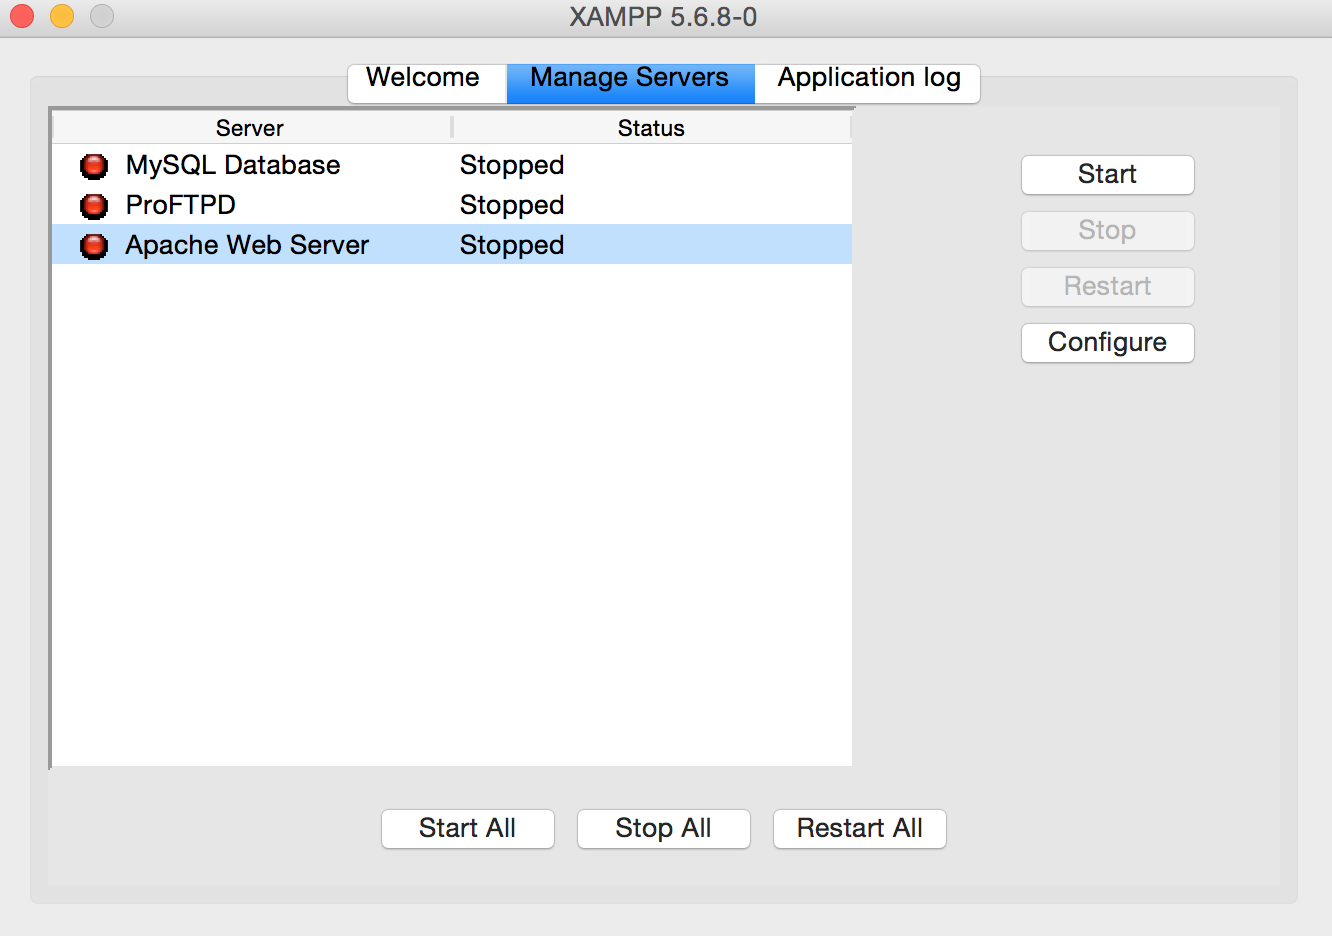 XAMPP 5.6.8-0
Welcome Manage Servers Application log
Server Status
MySQL Database Stopped
ProFTPD Stopped
Apache Web Server Stopped
Start
Stop
Restart
Configure
Start All Stop All Restart All